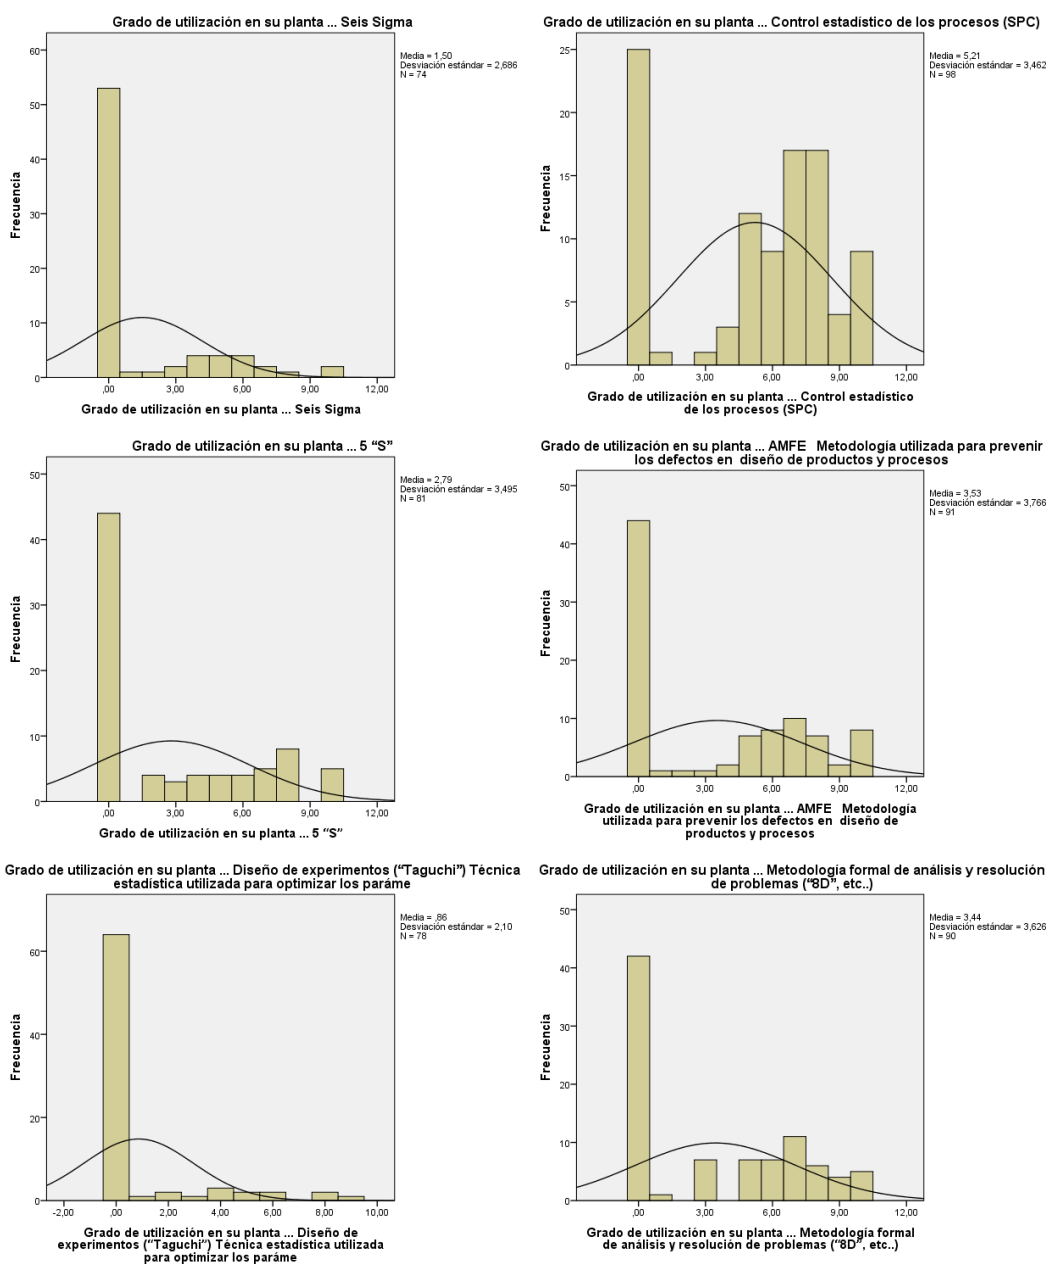 Grado de utilización en su planta ... Seis Sigma
Media = 1,50
Desviación estándar = 2,686
N = 74
Frecuencia
60
50
40
30
20
10
0
,00
3,00
6,00
9,00
12,00
Grado de utilización en su planta ... Seis Sigma
Grado de utilización en su planta ... Control estadístico de los procesos (SPC)
Media = 5,21
Desviación estándar = 3,462
N = 98
Frecuencia
25
20
15
10
5
0
,00
3,00
6,00
9,00
12,00
Grado de utilización en su planta ... Control estadístico
de los procesos (SPC)
Grado de utilización en su planta ... 5 “S”
Media = 2,79
Desviación estándar = 3,495
N = 81
Frecuencia
50
40
30
20
10
0
,00
3,00
6,00
9,00
12,00
Grado de utilización en su planta ... 5 “S”
Grado de utilización en su planta ... AMFE Metodología utilizada para prevenir
los defectos en diseño de productos y procesos
Media = 3,53
Desviación estándar = 3,766
N = 91
Frecuencia
50
40
30
20
10
0
,00
3,00
6,00
9,00
12,00
Grado de utilización en su planta ... AMFE Metodología
utilizada para prevenir los defectos en diseño de
productos y procesos
Grado de utilización en su planta ... Diseño de experimentos (“Taguchi”) Técnica
estadística utilizada para optimizar los paráme
Media = ,86
Desviación estándar = 2,10
N = 78
Frecuencia
60
40
20
0
-2,00
,00
2,00
4,00
6,00
8,00
10,00
Grado de utilización en su planta ... Diseño de
experimentos (“Taguchi”) Técnica estadística utilizada
para optimizar los paráme
Grado de utilización en su planta ... Metodología formal de análisis y resolución
de problemas (“8D”, etc..)
Media = 3,44
Desviación estándar = 3,626
N = 90
Frecuencia
50
40
30
20
10
0
,00
3,00
6,00
9,00
12,00
Grado de utilización en su planta ... Metodología formal
de análisis y resolución de problemas (“8D”, etc..)